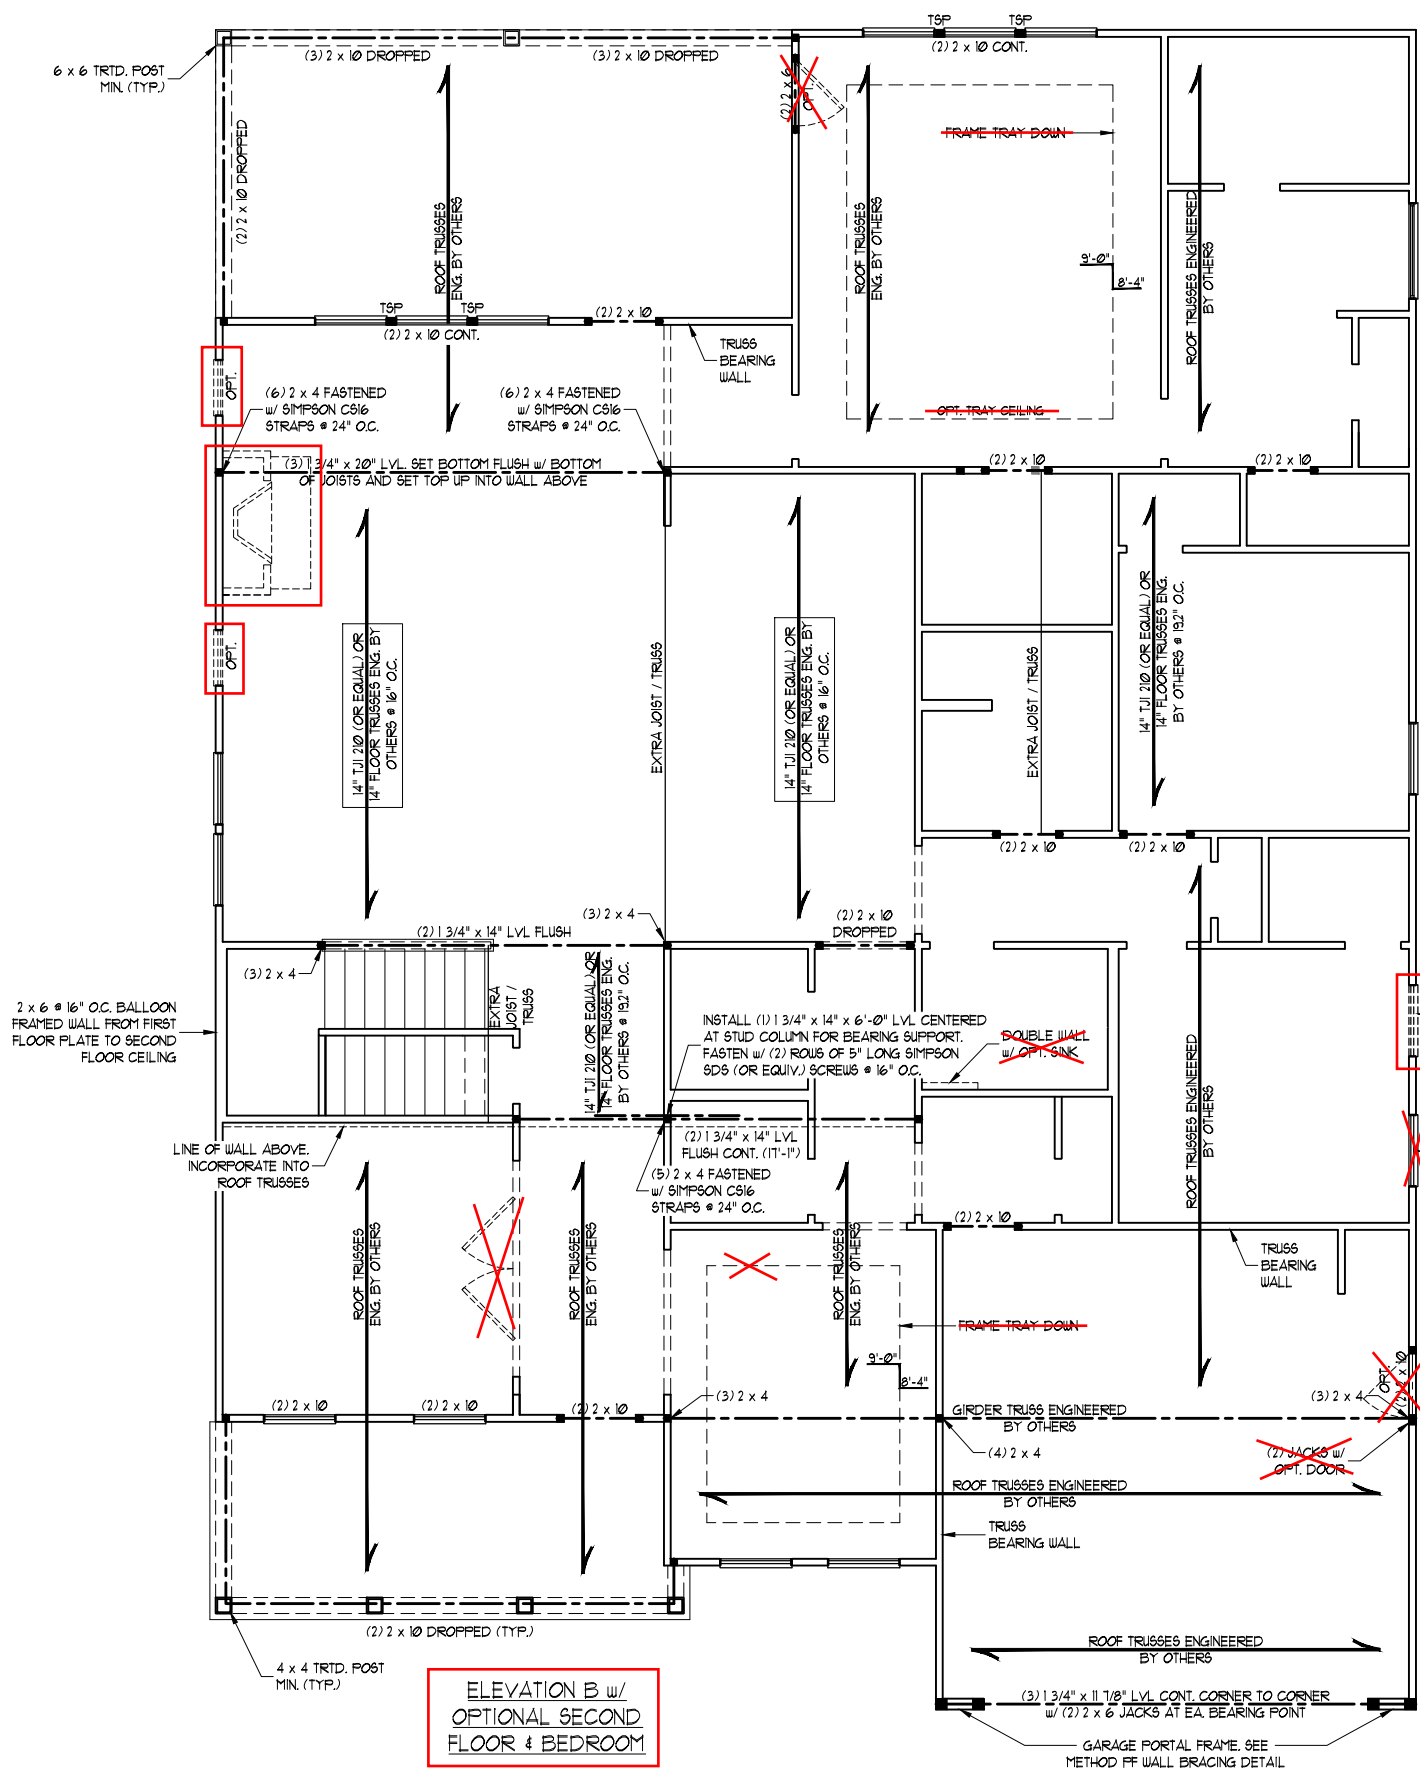 TSP
TSP
(2) 2 x 10 CONT.
(3) 2 x 10 DROPPED
(3) 2 x 10 DROPPED
6 x 6 TRTD. POST
MIN. (TYP.)
(2) 2 x 6
OPT.
(2) 2 x 10 DROPPED
FRAME TRAY DOWN
ROOF TRUSSES
ENG. BY OTHERS
ROOF TRUSSES
ENG. BY OTHERS
ROOF TRUSSES ENGINEERED
BY OTHERS
9'-0"
8'-4"
TSP
TSP
(2) 2 x 10 CONT.
(2) 2 x 10
TRUSS
BEARING
WALL
OPT.
(6) 2 x 4 FASTENED
w/ SIMPSON CS16
STRAPS @ 24" O.C.
(6) 2 x 4 FASTENED
w/ SIMPSON CS16
STRAPS @ 24" O.C.
OPT. TRAY CEILING
(3) 1 3/4" x 20" LVL. SET BOTTOM FLUSH w/ BOTTOM
OF JOISTS AND SET TOP UP INTO WALL ABOVE
(2) 2 x 10
(2) 2 x 10
OPT.
14" TJI 210 (OR EQUAL) OR
14" FLOOR TRUSSES ENG. BY
OTHERS @ 16" O.C.
EXTRA JOIST / TRUSS
14" TJI 210 (OR EQUAL) OR
14" FLOOR TRUSSES ENG. BY
OTHERS @ 16" O.C.
EXTRA JOIST / TRUSS
14" TJI 210 (OR EQUAL) OR
14" FLOOR TRUSSES ENG.
BY OTHERS @ 19.2" O.C.
(2) 2 x 10
(2) 2 x 10
(3) 2 x 4
(2) 2 x 10
DROPPED
(2) 1 3/4" x 14" LVL FLUSH
(3) 2 x 4
EXTRA
JOIST /
TRUSS
14" TJI 210 (OR EQUAL) OR
14" FLOOR TRUSSES ENG.
BY OTHERS @ 19.2" O.C.
2 x 6 @ 16" O.C. BALLOON
FRAMED WALL FROM FIRST
FLOOR PLATE TO SECOND
FLOOR CEILING
INSTALL (1) 1 3/4" x 14" x 6'-0" LVL CENTERED
AT STUD COLUMN FOR BEARING SUPPORT.
FASTEN w/ (2) ROWS OF 5" LONG SIMPSON
SDS (OR EQUIV.) SCREWS @ 16" O.C.
DOUBLE WALL
w/ OPT. SINK
ROOF TRUSSES ENGINEERED
BY OTHERS
LINE OF WALL ABOVE.
INCORPORATE INTO
ROOF TRUSSES
(2) 1 3/4" x 14" LVL
FLUSH CONT. (17'-1")
(5) 2 x 4 FASTENED
w/ SIMPSON CS16
STRAPS @ 24" O.C.
(2) 2 x 10
ROOF TRUSSES
ENG. BY OTHERS
ROOF TRUSSES
ENG. BY OTHERS
ROOF TRUSSES
ENG. BY OTHERS
TRUSS
BEARING
WALL
FRAME TRAY DOWN
9'-0"
8'-4"
OPT.
(2) 2 x 10
(3) 2 x 4
(3) 2 x 4
(2) 2 x 10
(2) 2 x 10
(2) 2 x 10
GIRDER TRUSS ENGINEERED
BY OTHERS
(4) 2 x 4
(2) JACKS w/
OPT. DOOR
ROOF TRUSSES ENGINEERED
BY OTHERS
TRUSS
BEARING WALL
(2) 2 x 10 DROPPED (TYP.)
ROOF TRUSSES ENGINEERED
BY OTHERS
4 x 4 TRTD. POST
MIN. (TYP.)
ELEVATION B w/
OPTIONAL SECOND
FLOOR & BEDROOM
(3) 1 3/4" x 11 7/8" LVL CONT. CORNER TO CORNER
w/ (2) 2 x 6 JACKS AT EA. BEARING POINT
GARAGE PORTAL FRAME. SEE
METHOD PF WALL BRACING DETAIL